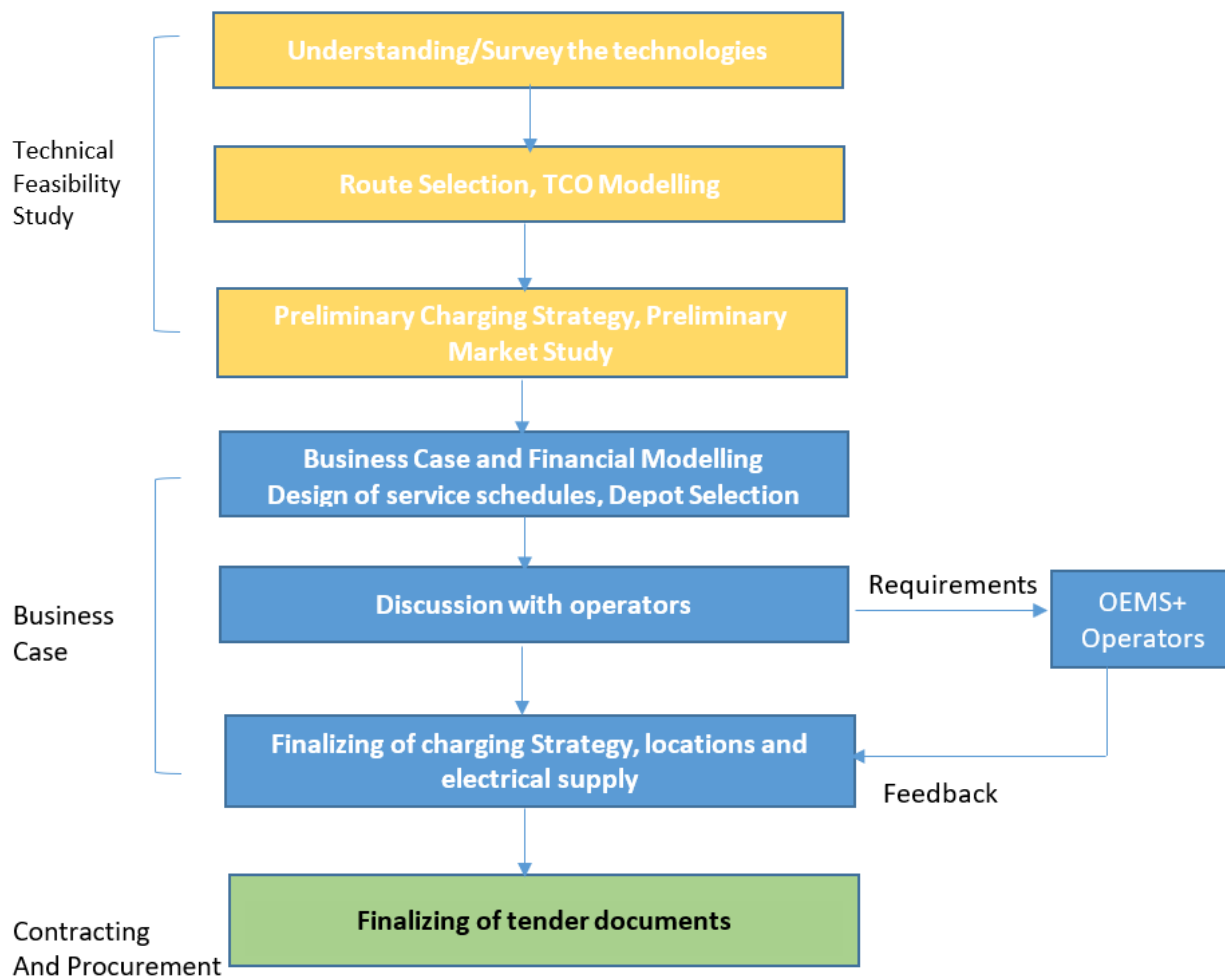 Understanding/Survey the technologies
Technical
Feasibility
Study
Route Selection, TCO Modelling
Preliminary Charging Strategy, Preliminary
Market Study
Business Case and Financial Modelling
Design of service schedules, Depot Selection
Business
Case
Discussion with operators
Requirements
OEMS+
Operators
Finalizing of charging Strategy, locations and
electrical supply
Feedback
Contracting
And Procurement
Finalizing of tender documents